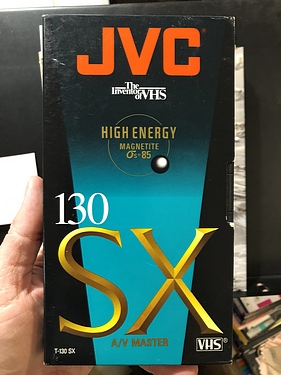 JVC
The
Inventor
of VHS
HIGH ENERGY
MAGNETITE
σs=85
130
SX
A/V MASTER
T-130 SX
VHS®